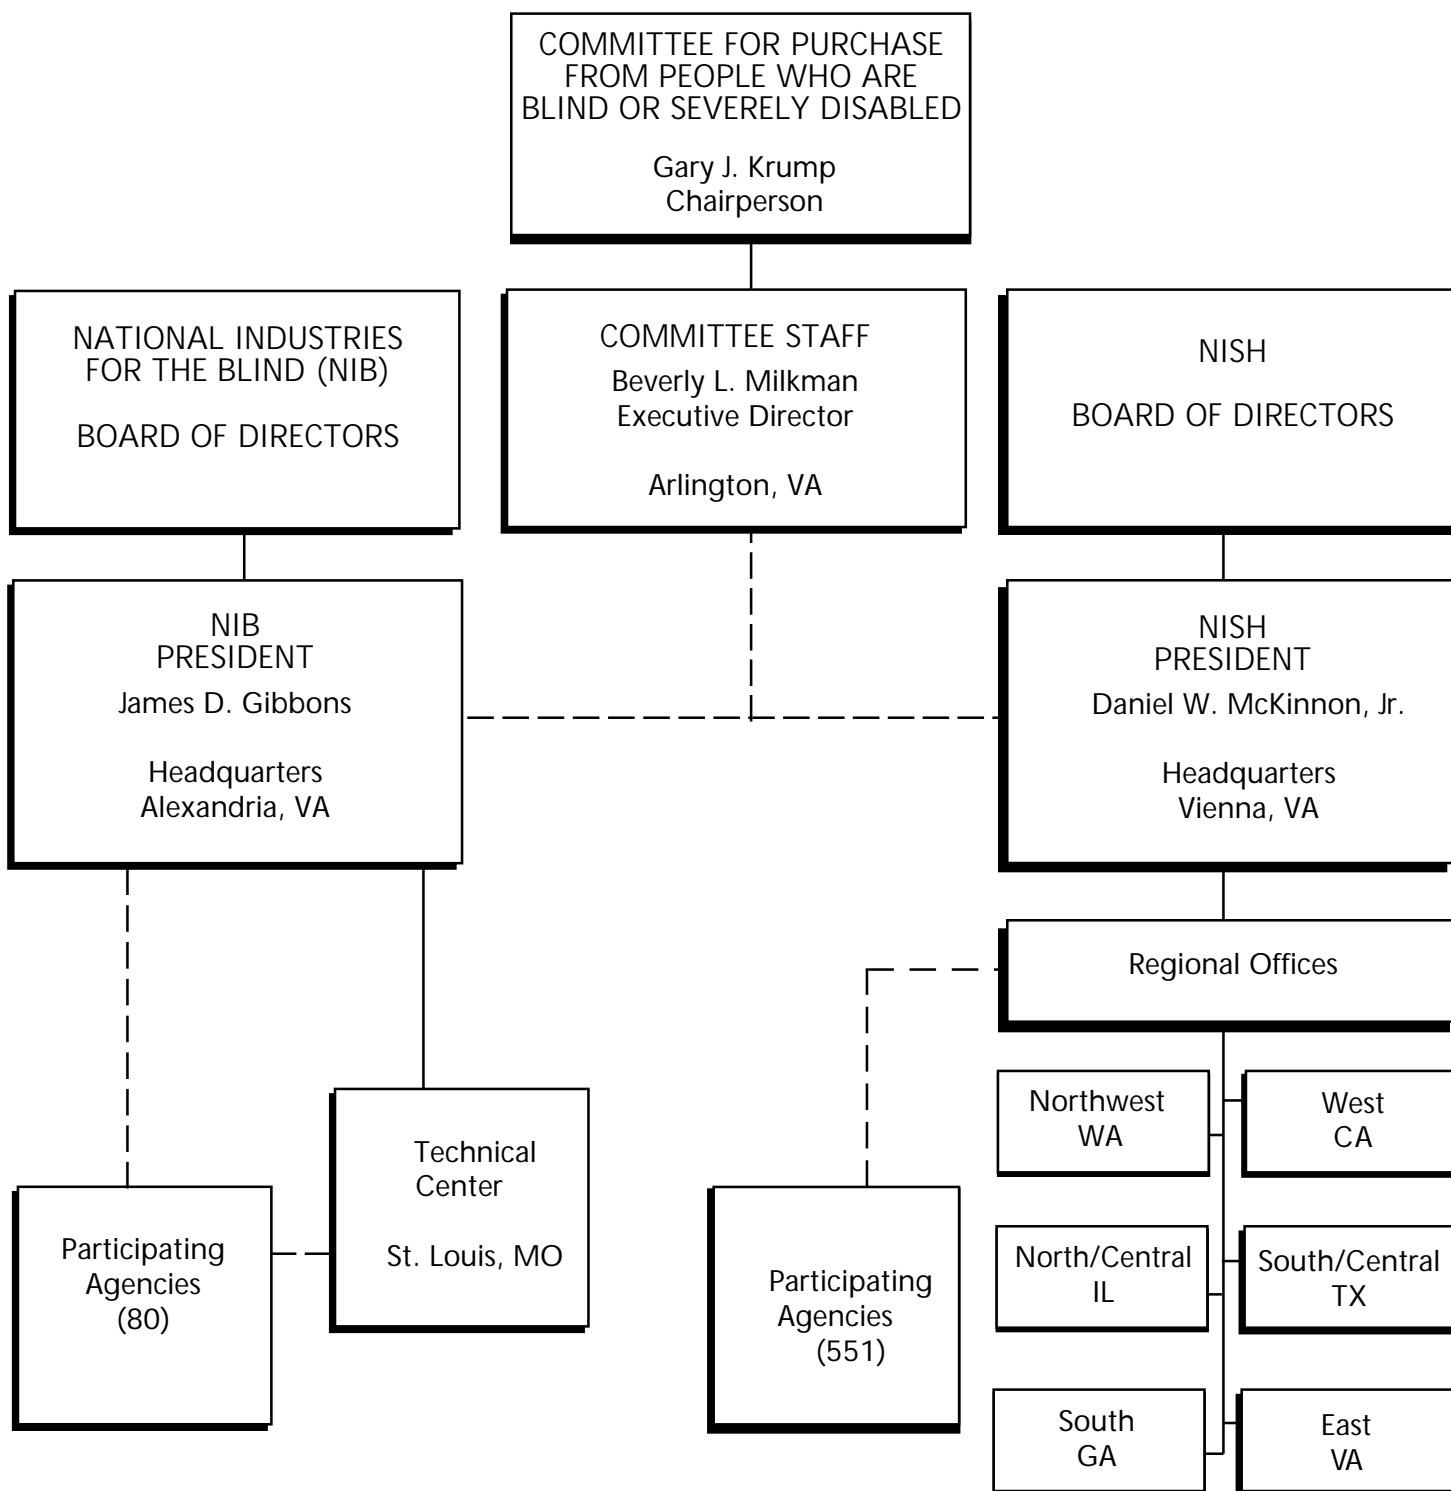 COMMITTEE FOR PURCHASE
FROM PEOPLE WHO ARE
BLIND OR SEVERELY DISABLED
Gary J. Krump
Chairperson
NATIONAL INDUSTRIES
FOR THE BLIND (NIB)
BOARD OF DIRECTORS
COMMITTEE STAFF
Beverly L. Milkman
Executive Director
Arlington, VA
NISH
BOARD OF DIRECTORS
NIB
PRESIDENT
James D. Gibbons
Headquarters
Alexandria, VA
NISH
PRESIDENT
Daniel W. McKinnon, Jr.
Headquarters
Vienna, VA
Regional Offices
Technical
Center
St. Louis, MO
Participating
Agencies
(80)
Participating
Agencies
(551)
Northwest
WA
West
CA
North/Central
IL
South/Central
TX
South
GA
East
VA